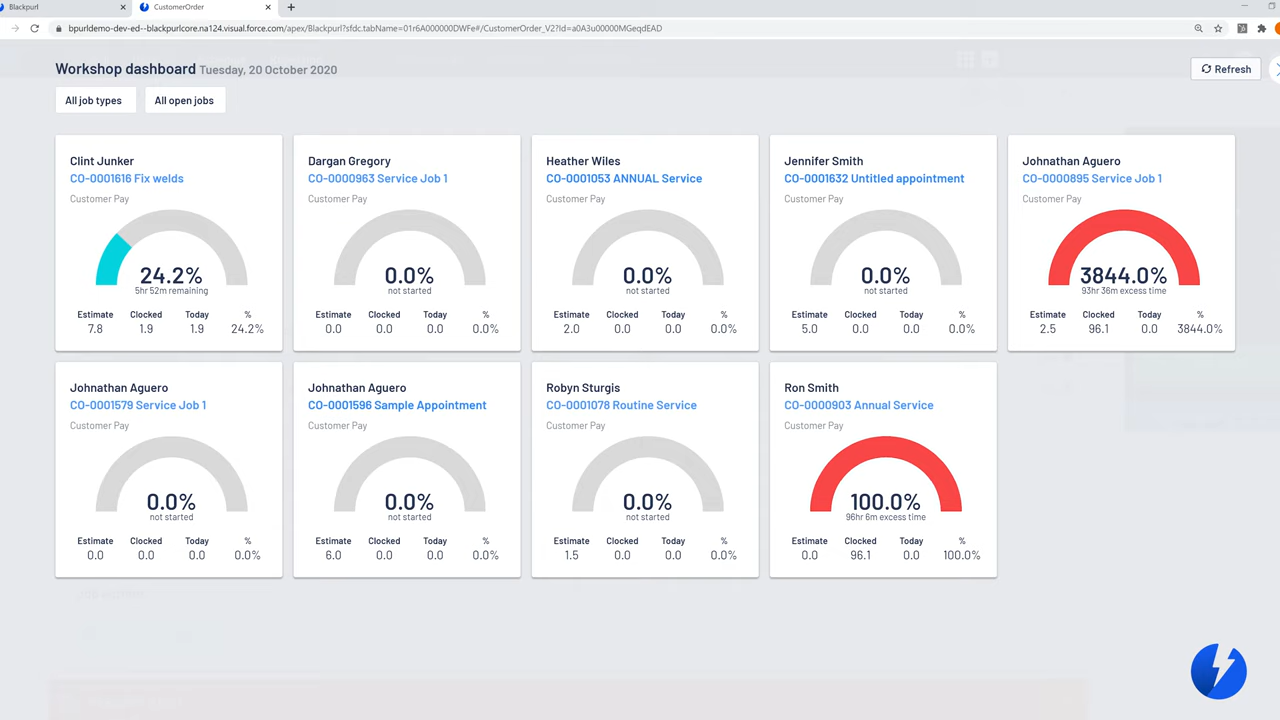 Blackpurl
CustomerOrder
bpurldemo-dev-ed--blackpurlcore.na124.visual.force.com/apex/Blackpurl?sfdc.tabName=01r6A000000DWFe#/CustomerOrder_V2?Id=a0A3u00000MGeqdEAD
Workshop dashboard Tuesday, 20 October 2020
Refresh
All job types
All open jobs
Clint Junker
CO-0001616 Fix welds
Customer Pay
24.2%
5hr 52m remaining
Estimate Clocked Today %
7.8 1.9 1.9 24.2%
Dargan Gregory
CO-0000963 Service Job 1
Customer Pay
0.0%
not started
Estimate Clocked Today %
0.0 0.0 0.0 0.0%
Heather Wiles
CO-0001053 ANNUAL Service
Customer Pay
0.0%
not started
Estimate Clocked Today %
2.0 0.0 0.0 0.0%
Jennifer Smith
CO-0001632 Untitled appointment
Customer Pay
0.0%
not started
Estimate Clocked Today %
5.0 0.0 0.0 0.0%
Johnathan Aguero
CO-0000895 Service Job 1
Customer Pay
3844.0%
93hr 36m excess time
Estimate Clocked Today %
2.5 96.1 0.0 3844.0%
Johnathan Aguero
CO-0001579 Service Job 1
Customer Pay
0.0%
not started
Estimate Clocked Today %
0.0 0.0 0.0 0.0%
Johnathan Aguero
CO-0001596 Sample Appointment
Customer Pay
0.0%
not started
Estimate Clocked Today %
6.0 0.0 0.0 0.0%
Robyn Sturgis
CO-0001078 Routine Service
Customer Pay
0.0%
not started
Estimate Clocked Today %
1.5 0.0 0.0 0.0%
Ron Smith
CO-0000903 Annual Service
Customer Pay
100.0%
96hr 6m excess time
Estimate Clocked Today %
0.0 96.1 0.0 100.0%